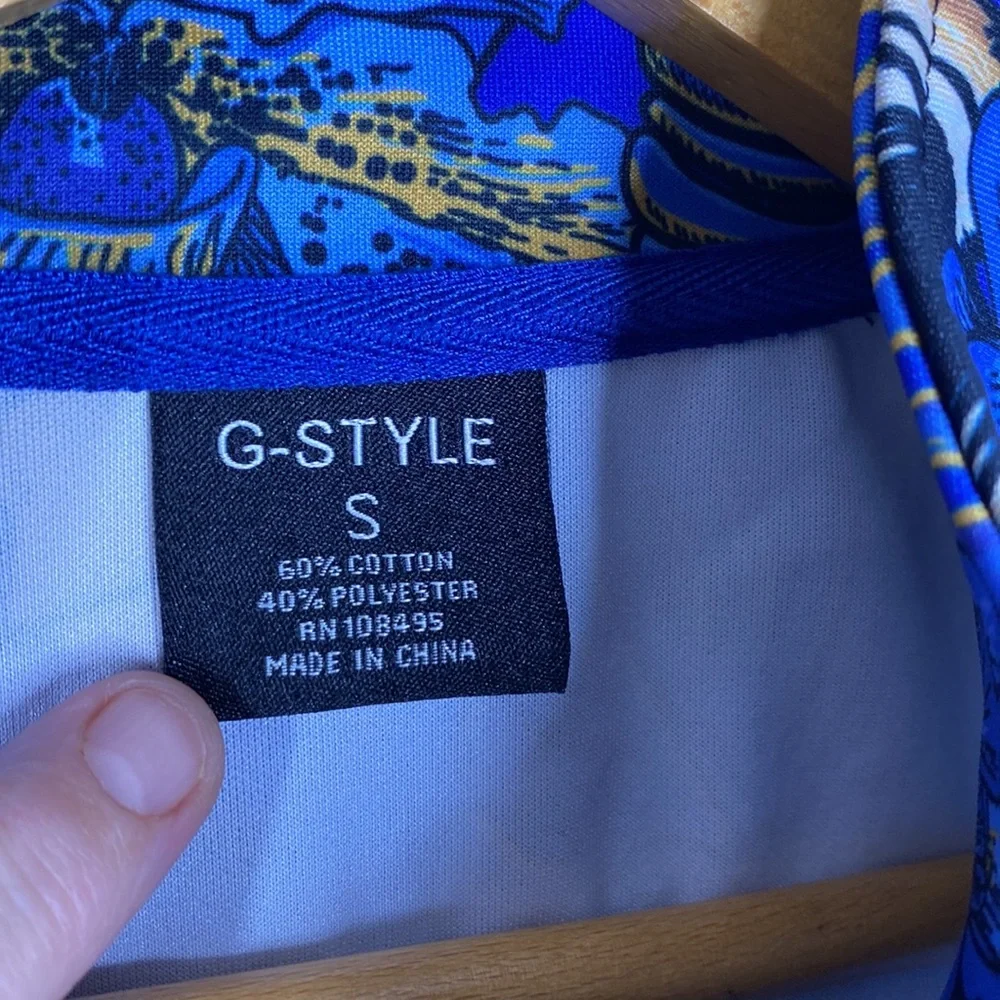 G-STYLE
S
60% COTTON
40% POLYESTER
RN 108495
MADE IN CHINA